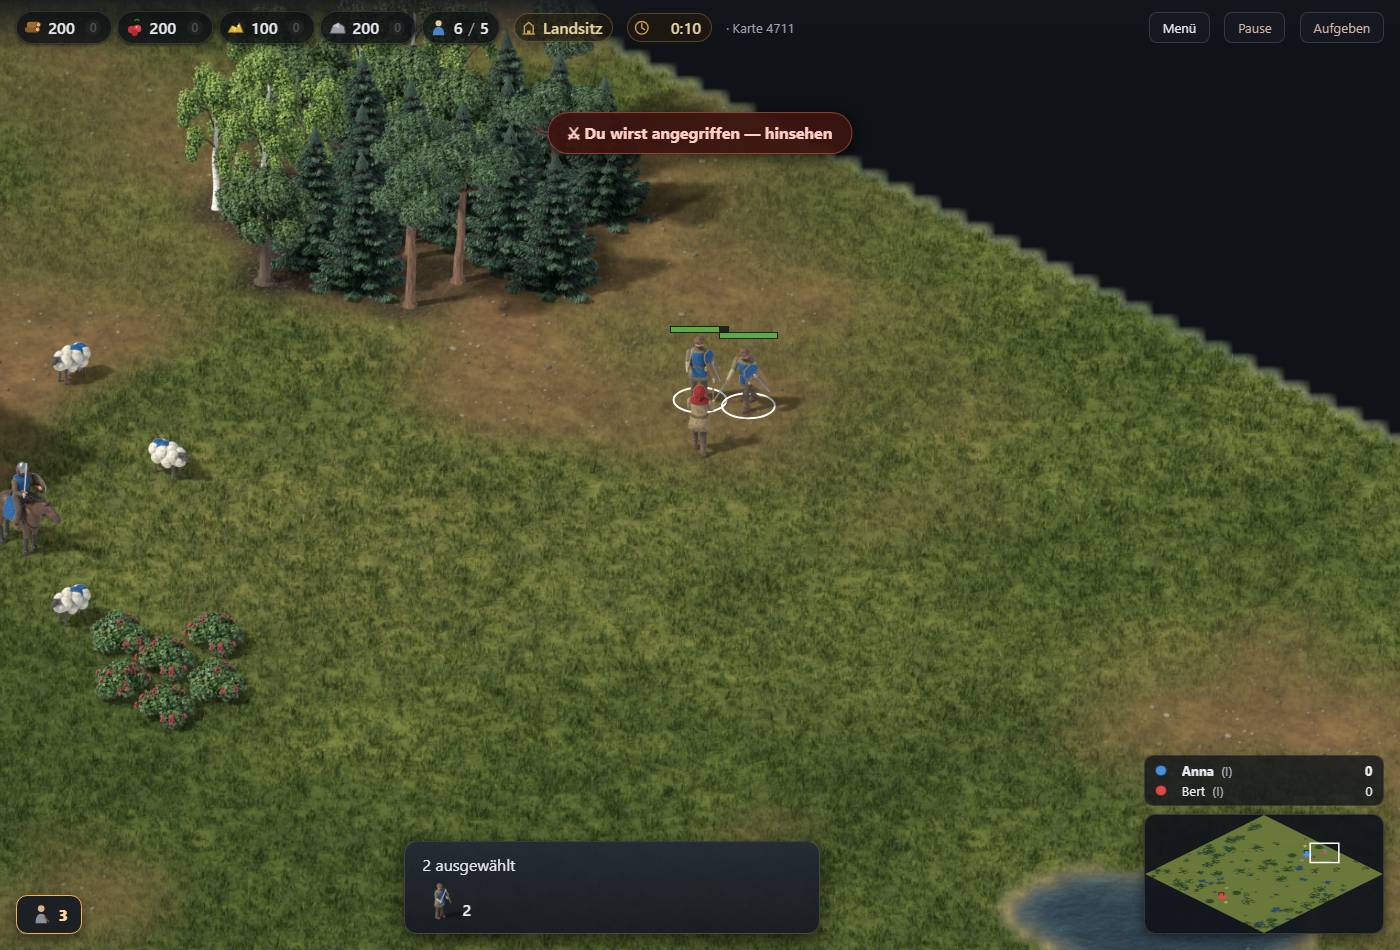 200 0 200 0 100 0 200 0 6 / 5 Landsitz 0:10 · Karte 4711 Menü Pause Aufgeben
⚔ Du wirst angegriffen — hinsehen
Anna (I) 0
Bert (I) 0
2 ausgewählt
2
3